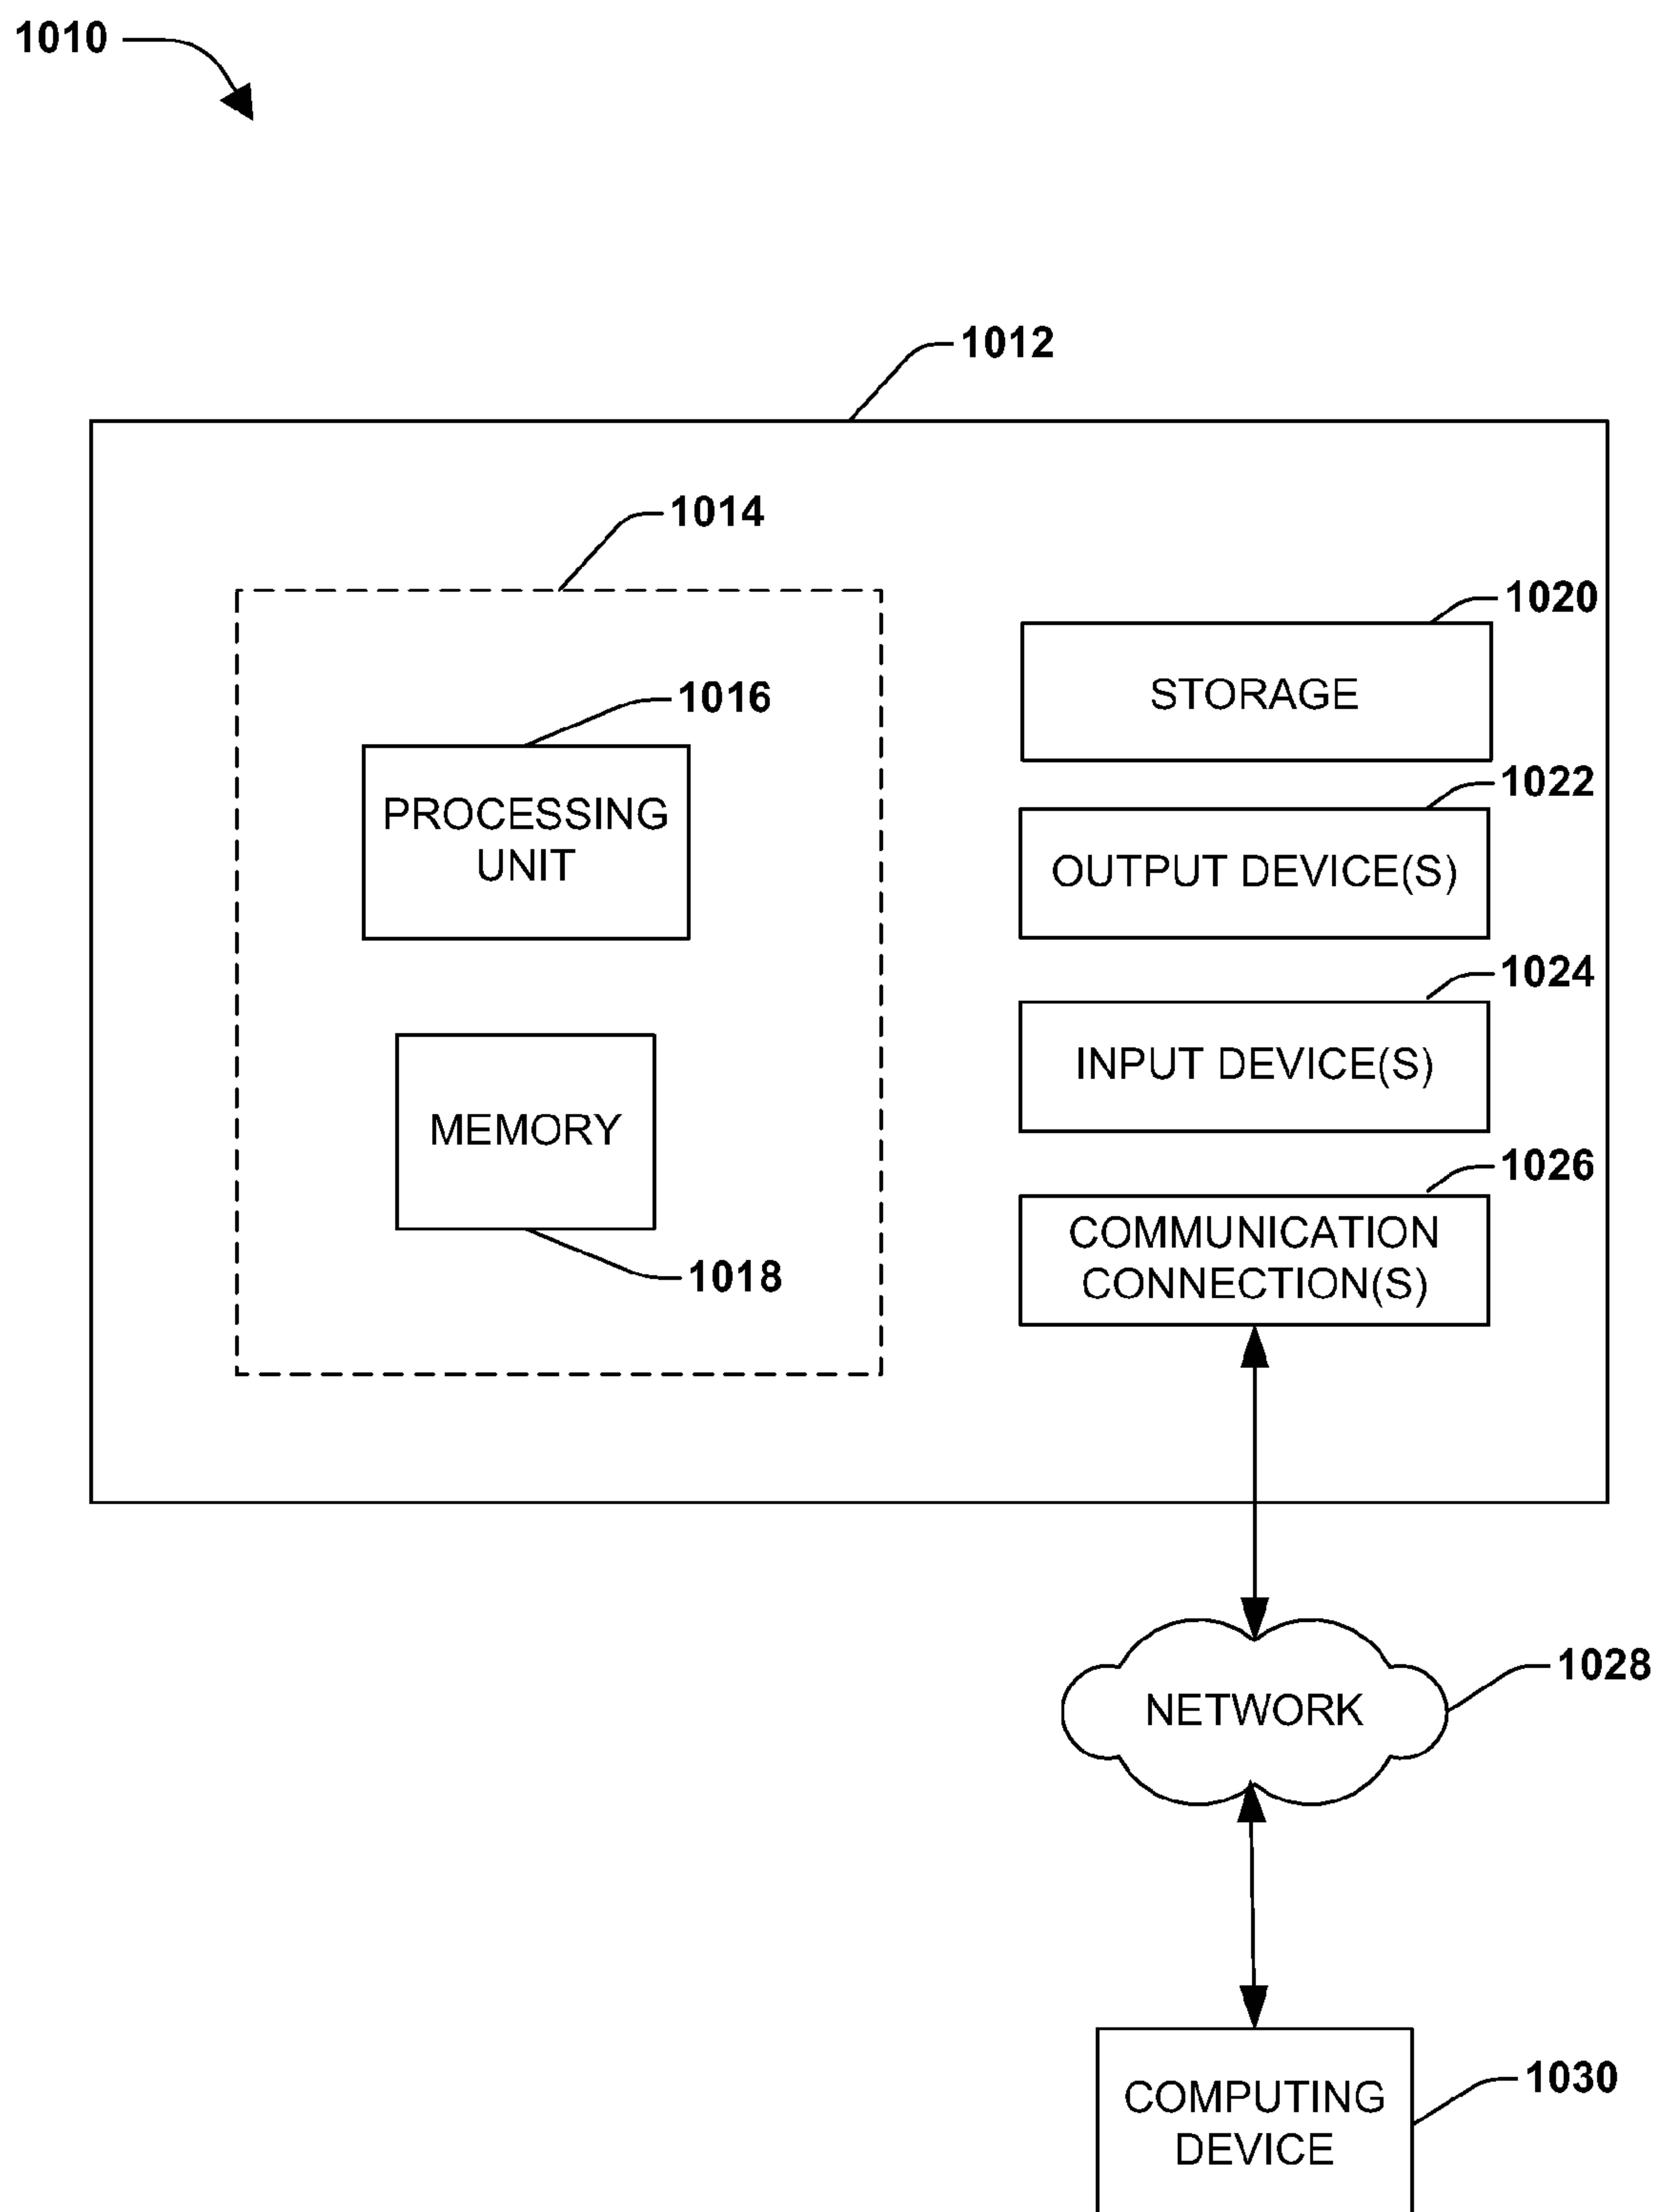 1010
1012
1014
1020
STORAGE
1016
PROCESSING
UNIT
1022
OUTPUT DEVICE(S)
1024
INPUT DEVICE(S)
MEMORY
1018
1026
COMMUNICATION
CONNECTION(S)
1028
NETWORK
1030
COMPUTING
DEVICE